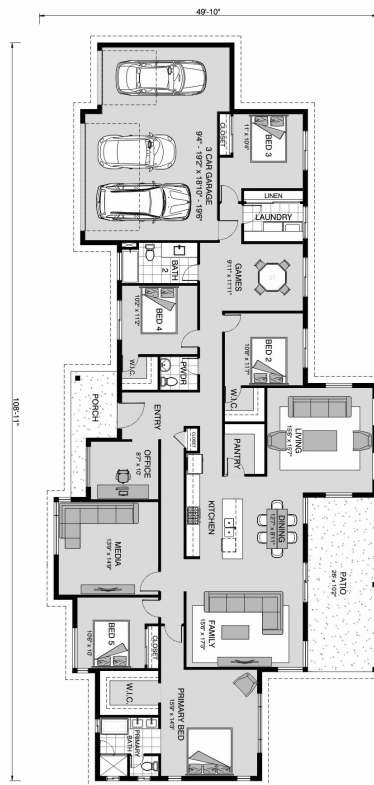 49'-10"
108'-11"
3 CAR GARAGE
9'4" - 19'2" x 18'10" - 19'6"
CLOSET
BED 3
11' x 10'4"
LINEN
LAUNDRY
BATH
2
GAMES
9'11" x 11'11"
BED 4
10'2" x 11'2"
BED 2
10'8" x 11'7"
W.I.C.
PWDR
W.I.C.
PORCH
ENTRY
CLOSET
PANTRY
LIVING
15'6" x 15'7"
OFFICE
8'7" x 10'
KITCHEN
DINING
12'7" x 8'11"
PATIO
26' x 10'2"
MEDIA
13'9" x 14'9"
FAMILY
15'6" x 17'3"
BED 5
10'6" x 10'
CLOSET
W.I.C.
PRIMARY BED
15'9" x 14'3"
PRIMARY
BATH